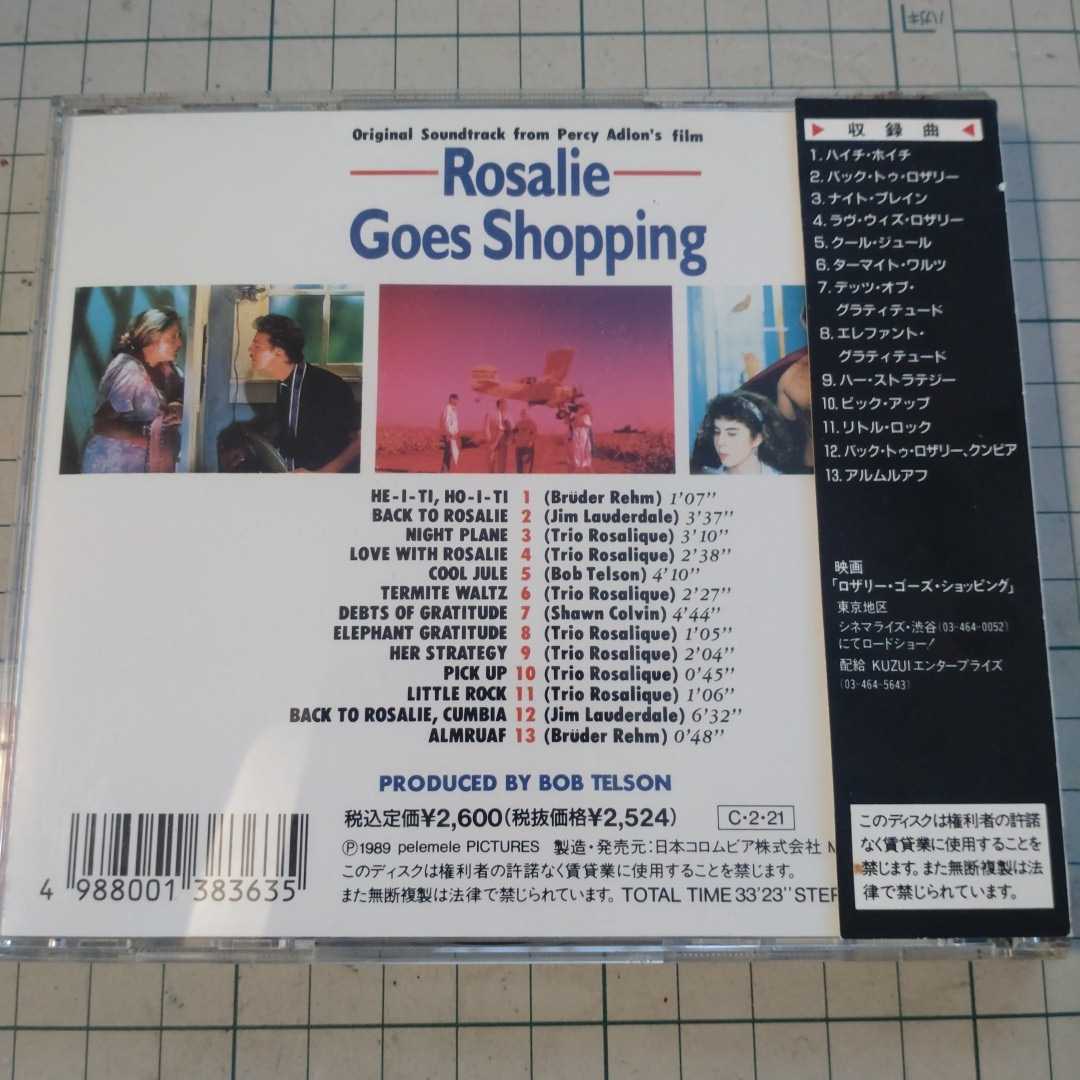 ハガキ
Original Soundtrack from Percy Adlon's film
Rosalie
Goes Shopping
HE-I-TI, HO-I-TI 1 (Brüder Rehm) 1'07''
BACK TO ROSALIE 2 (Jim Lauderdale) 3'37''
NIGHT PLANE 3 (Trio Rosalique) 3'10''
LOVE WITH ROSALIE 4 (Trio Rosalique) 2'38''
COOL JULE 5 (Bob Telson) 4'10''
TERMITE WALTZ 6 (Trio Rosalique) 2'27''
DEBTS OF GRATITUDE 7 (Shawn Colvin) 4'44''
ELEPHANT GRATITUDE 8 (Trio Rosalique) 1'05''
HER STRATEGY 9 (Trio Rosalique) 2'04''
PICK UP 10 (Trio Rosalique) 0'45''
LITTLE ROCK 11 (Trio Rosalique) 1'06''
BACK TO ROSALIE, CUMBIA 12 (Jim Lauderdale) 6'32''
ALMRUAF 13 (Brüder Rehm) 0'48''
PRODUCED BY BOB TELSON
税込定価¥2,600(税抜価格¥2,524) C・2・21
Ⓟ1989 pelemele PICTURES 製造・発売元:日本コロムビア株式会社
このディスクは権利者の許諾なく賃貸業に使用することを禁じます。
また無断複製は法律で禁じられています。 TOTAL TIME 33'23'' STE
4 988001 383635
▶ 収録曲 ◀
1. ハイチ・ホイチ
2. バック・トゥ・ロザリー
3. ナイト・プレイン
4. ラヴ・ウィズ・ロザリー
5. クール・ジュール
6. ターマイト・ワルツ
7. デッツ・オブ・
グラティテュード
8. エレファント・
グラティテュード
9. ハー・ストラテジー
10. ピック・アップ
11. リトル・ロック
12. バック・トゥ・ロザリー、クンビア
13. アルムルアフ
映画
「ロザリー・ゴーズ・ショッピング」
東京地区
シネマライズ・渋谷(03-464-0052)
にてロードショー!
配給 KUZUIエンタープライズ
(03-464-5643)
このディスクは権利者の許諾
なく賃貸業に使用することを
禁じます。また無断複製は法
律で禁じられています。